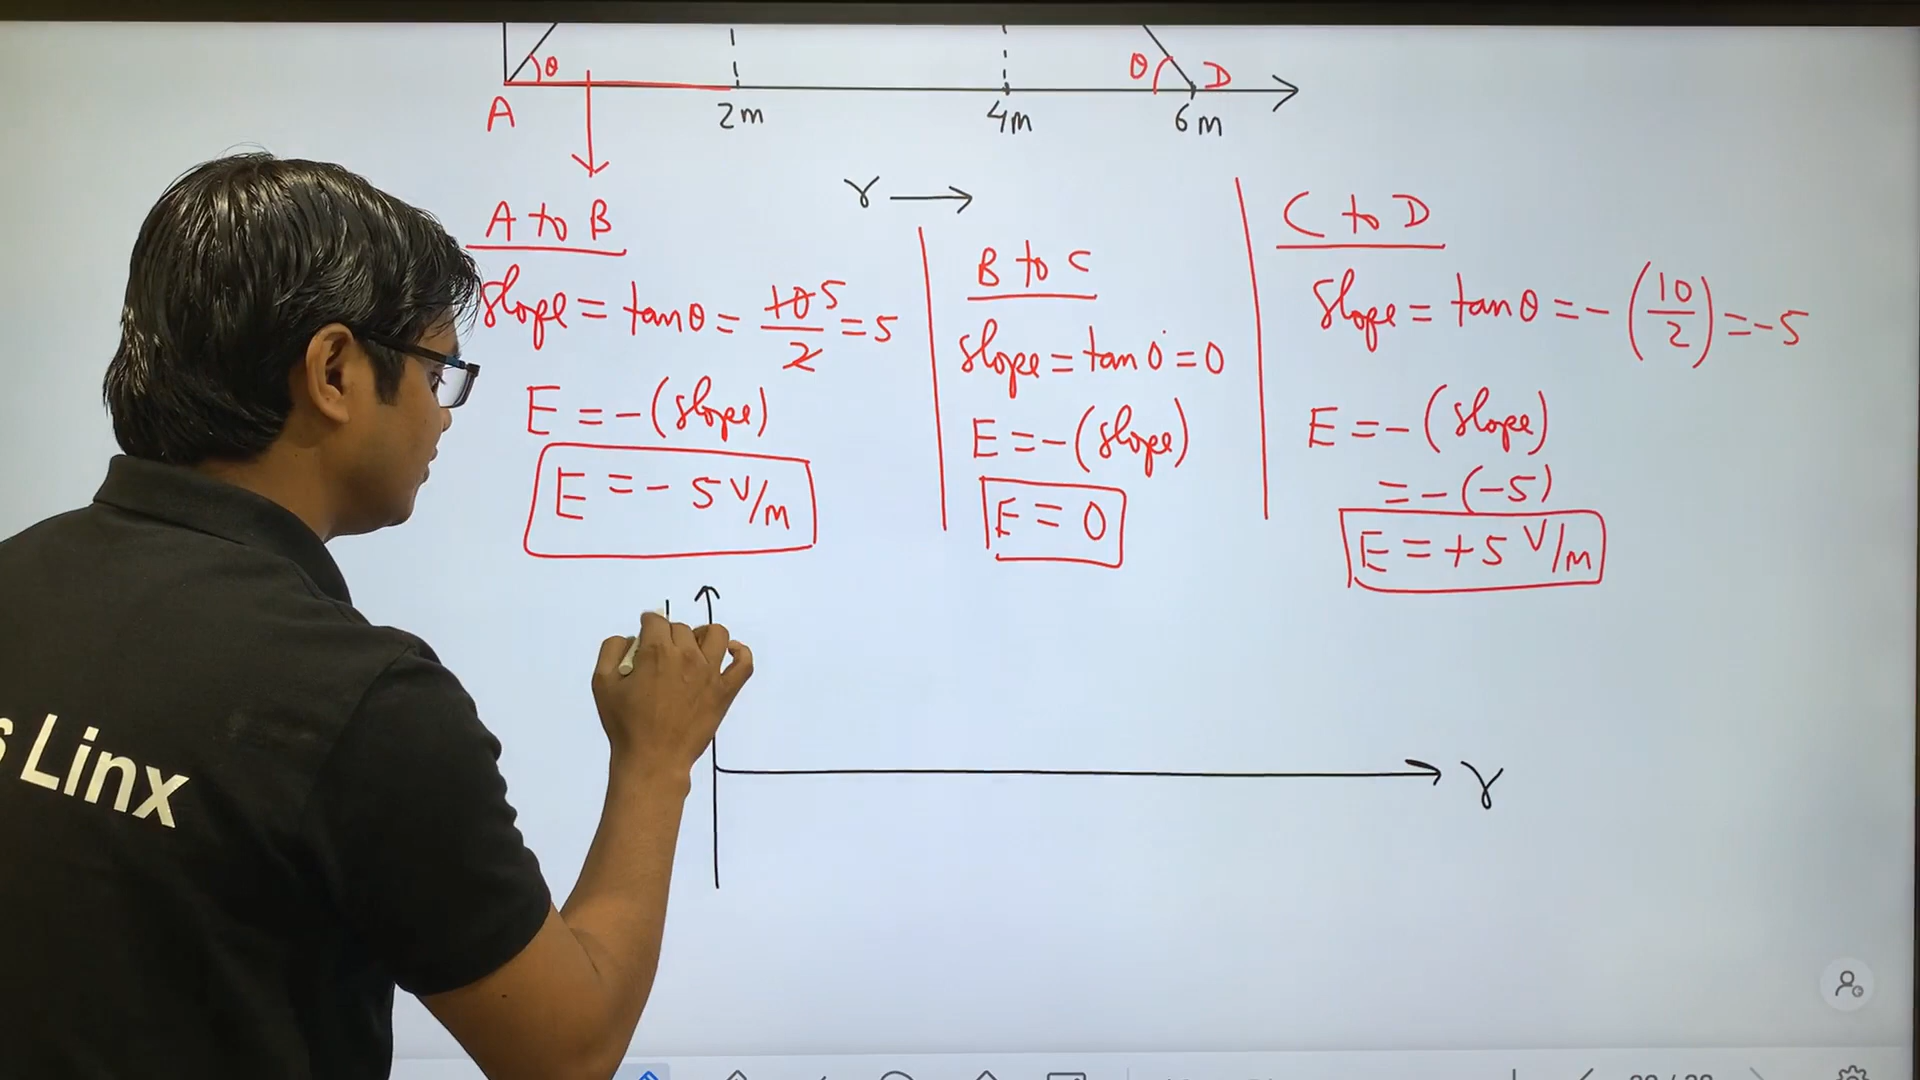 θ
θ
D
A
2m
4m
6m
r →
A to B
slope = tanθ = 10/2 5 = 5
E = -(slope)
E = - 5 V/m
B to C
slope = tan 0° = 0
E = -(slope)
E = 0
C to D
slope = tanθ = -(10/2) = -5
E = -(slope)
= -(-5)
E = +5 V/m
r
s Linx